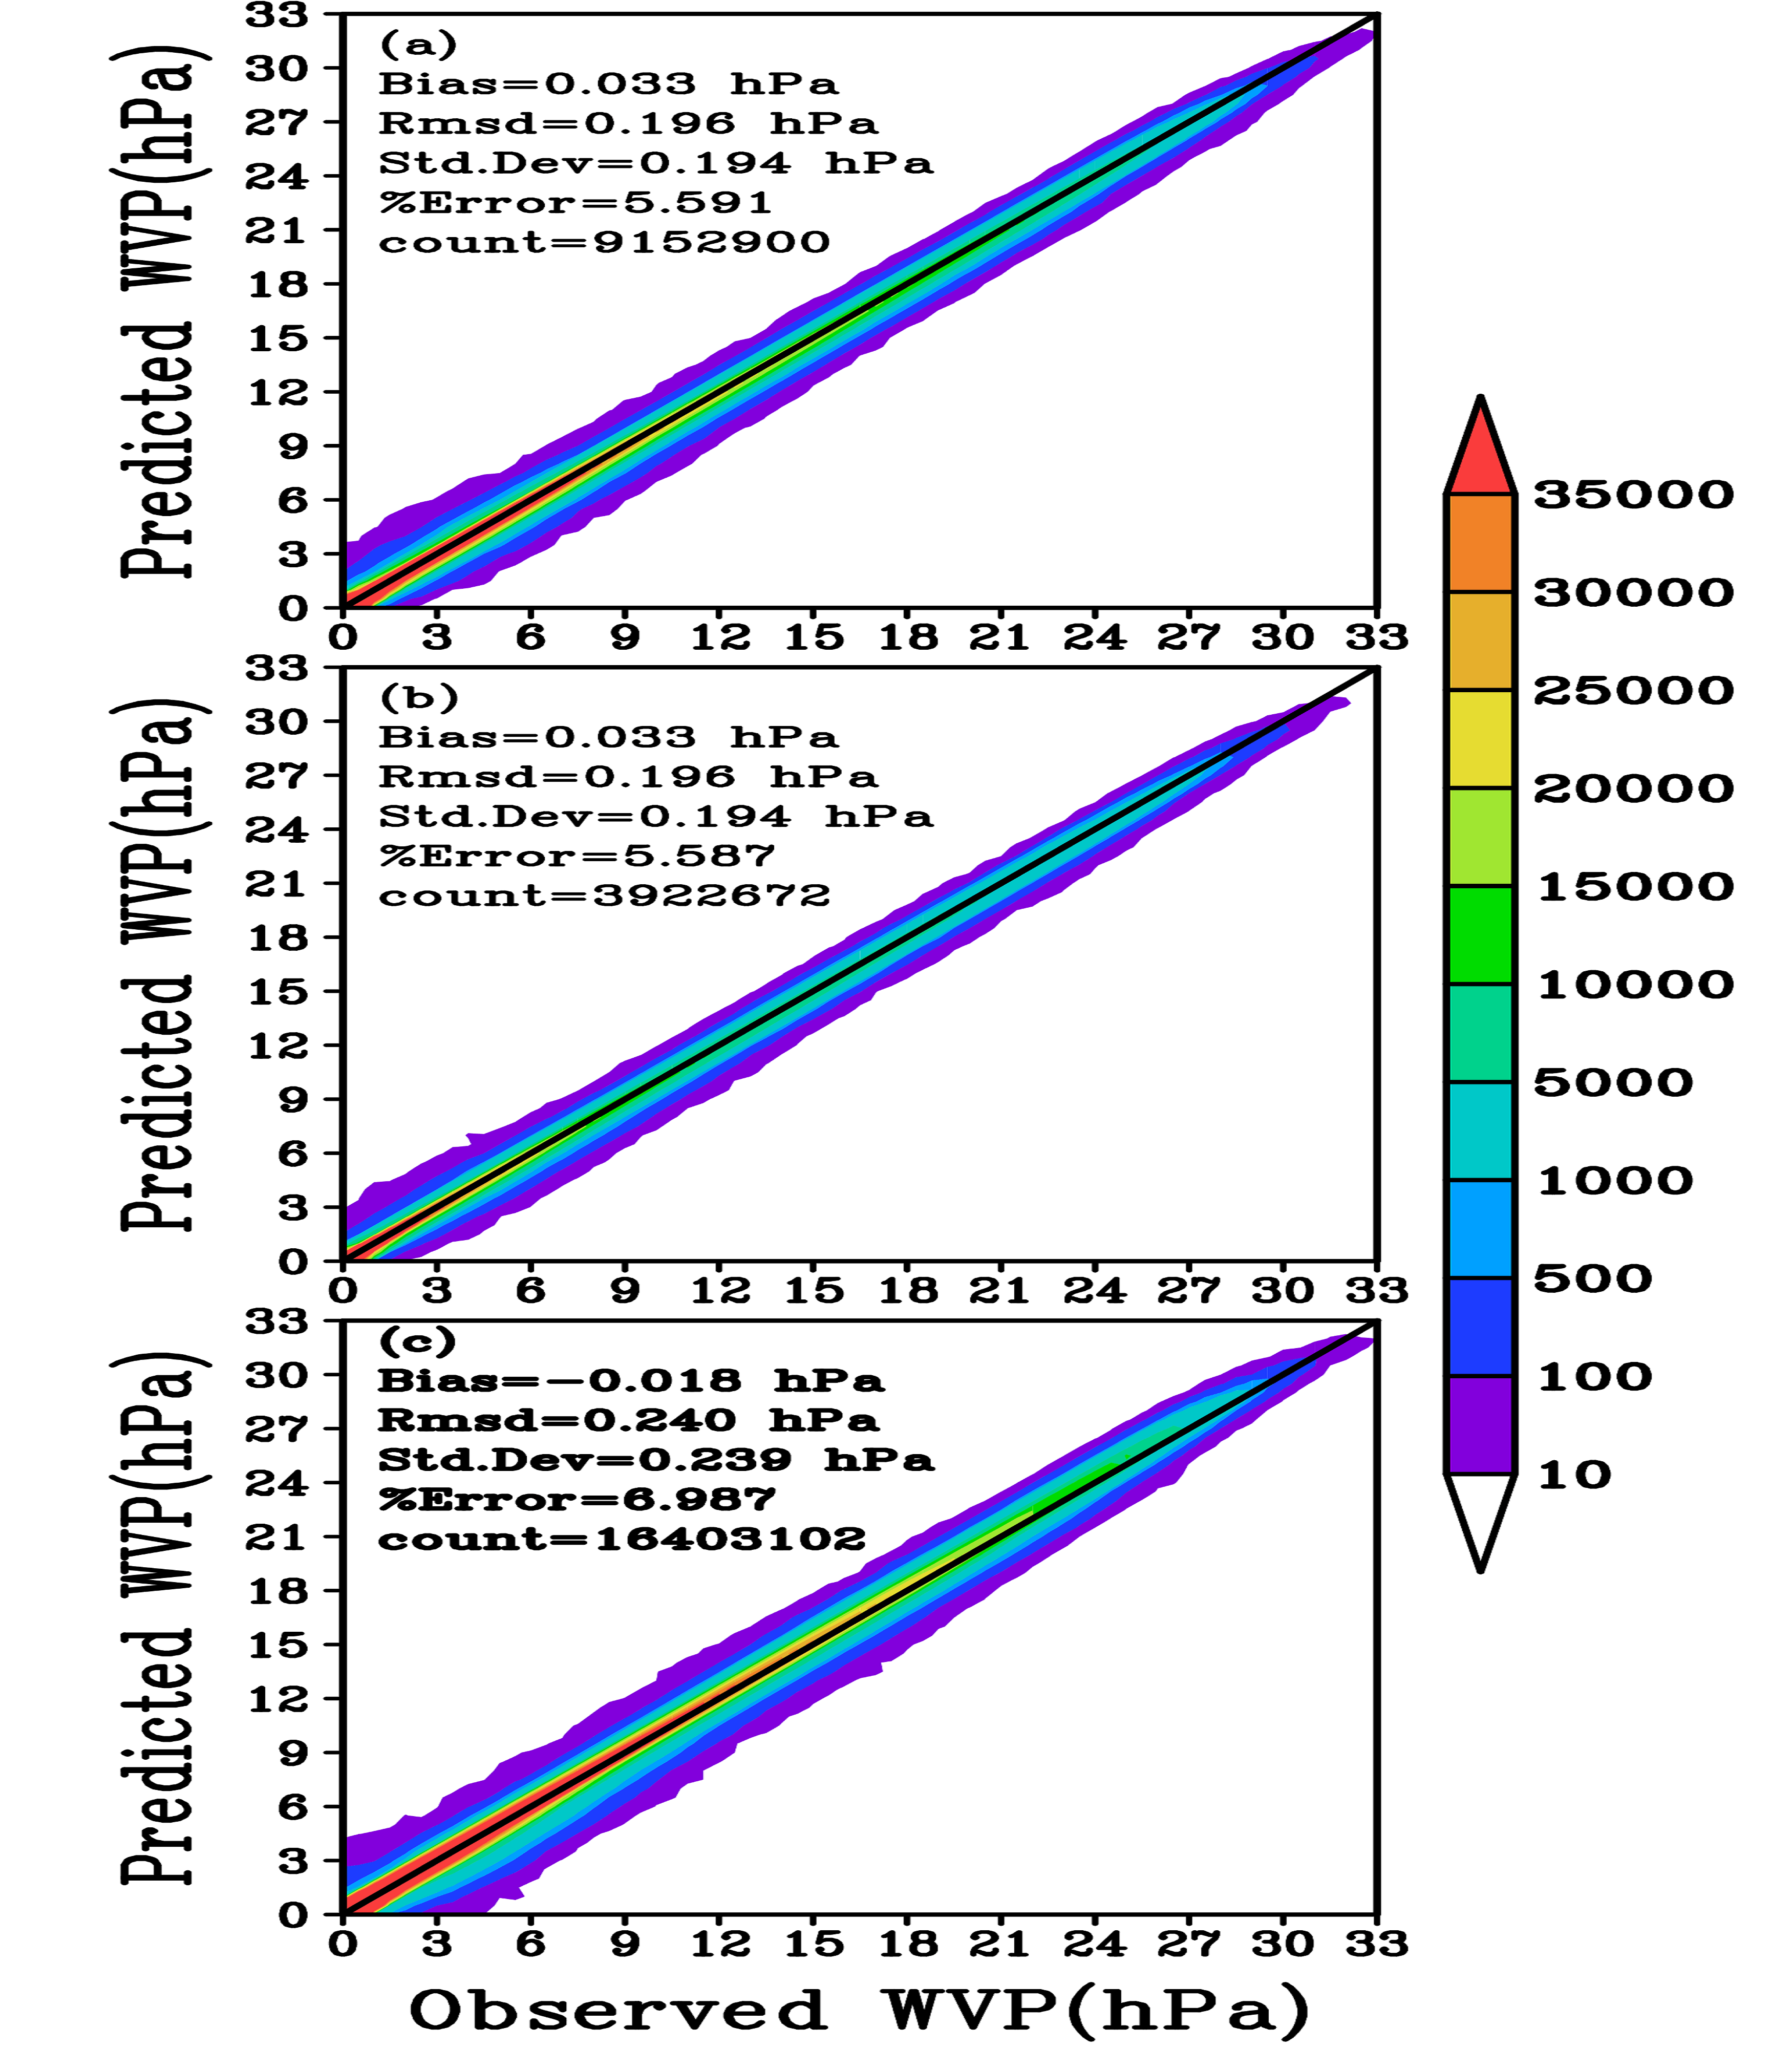 33
30
27
24
21
18
15
12
9
6
3
0
Predicted WVP(hPa)
(a)
Bias=0.033 hPa
Rmsd=0.196 hPa
Std.Dev=0.194 hPa
%Error=5.591
count=9152900
0 3 6 9 12 15 18 21 24 27 30 33
33
30
27
24
21
18
15
12
9
6
3
0
Predicted WVP(hPa)
(b)
Bias=0.033 hPa
Rmsd=0.196 hPa
Std.Dev=0.194 hPa
%Error=5.587
count=3922672
0 3 6 9 12 15 18 21 24 27 30 33
33
30
27
24
21
18
15
12
9
6
3
0
Predicted WVP(hPa)
(c)
Bias=−0.018 hPa
Rmsd=0.240 hPa
Std.Dev=0.239 hPa
%Error=6.987
count=16403102
0 3 6 9 12 15 18 21 24 27 30 33
Observed WVP(hPa)
35000
30000
25000
20000
15000
10000
5000
1000
500
100
10